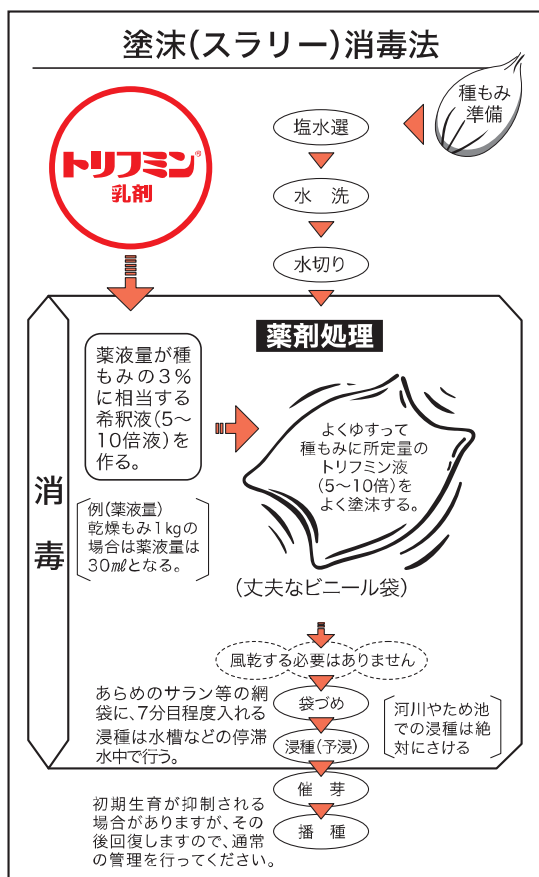 塗沫(スラリー)消毒法
種もみ
準備
トリフミン®
乳剤
塩水選
水 洗
水切り
消毒
薬剤処理
薬液量が種
もみの3%
に相当する
希釈液(5〜
10倍液)を
作る。
例(薬液量)
乾燥もみ1kgの
場合は薬液量は
30mlとなる。
よくゆすって
種もみに所定量の
トリフミン液
(5〜10倍)を
よく塗沫する。
(丈夫なビニール袋)
風乾する必要はありません
あらめのサラン等の網
袋に、7分目程度入れる
袋づめ
浸種は水槽などの停滞
水中で行う。
浸種(予浸)
河川やため池
での浸種は絶
対にさける
催 芽
初期生育が抑制される
場合がありますが、その
後回復しますので、通常
の管理を行ってください。
播 種